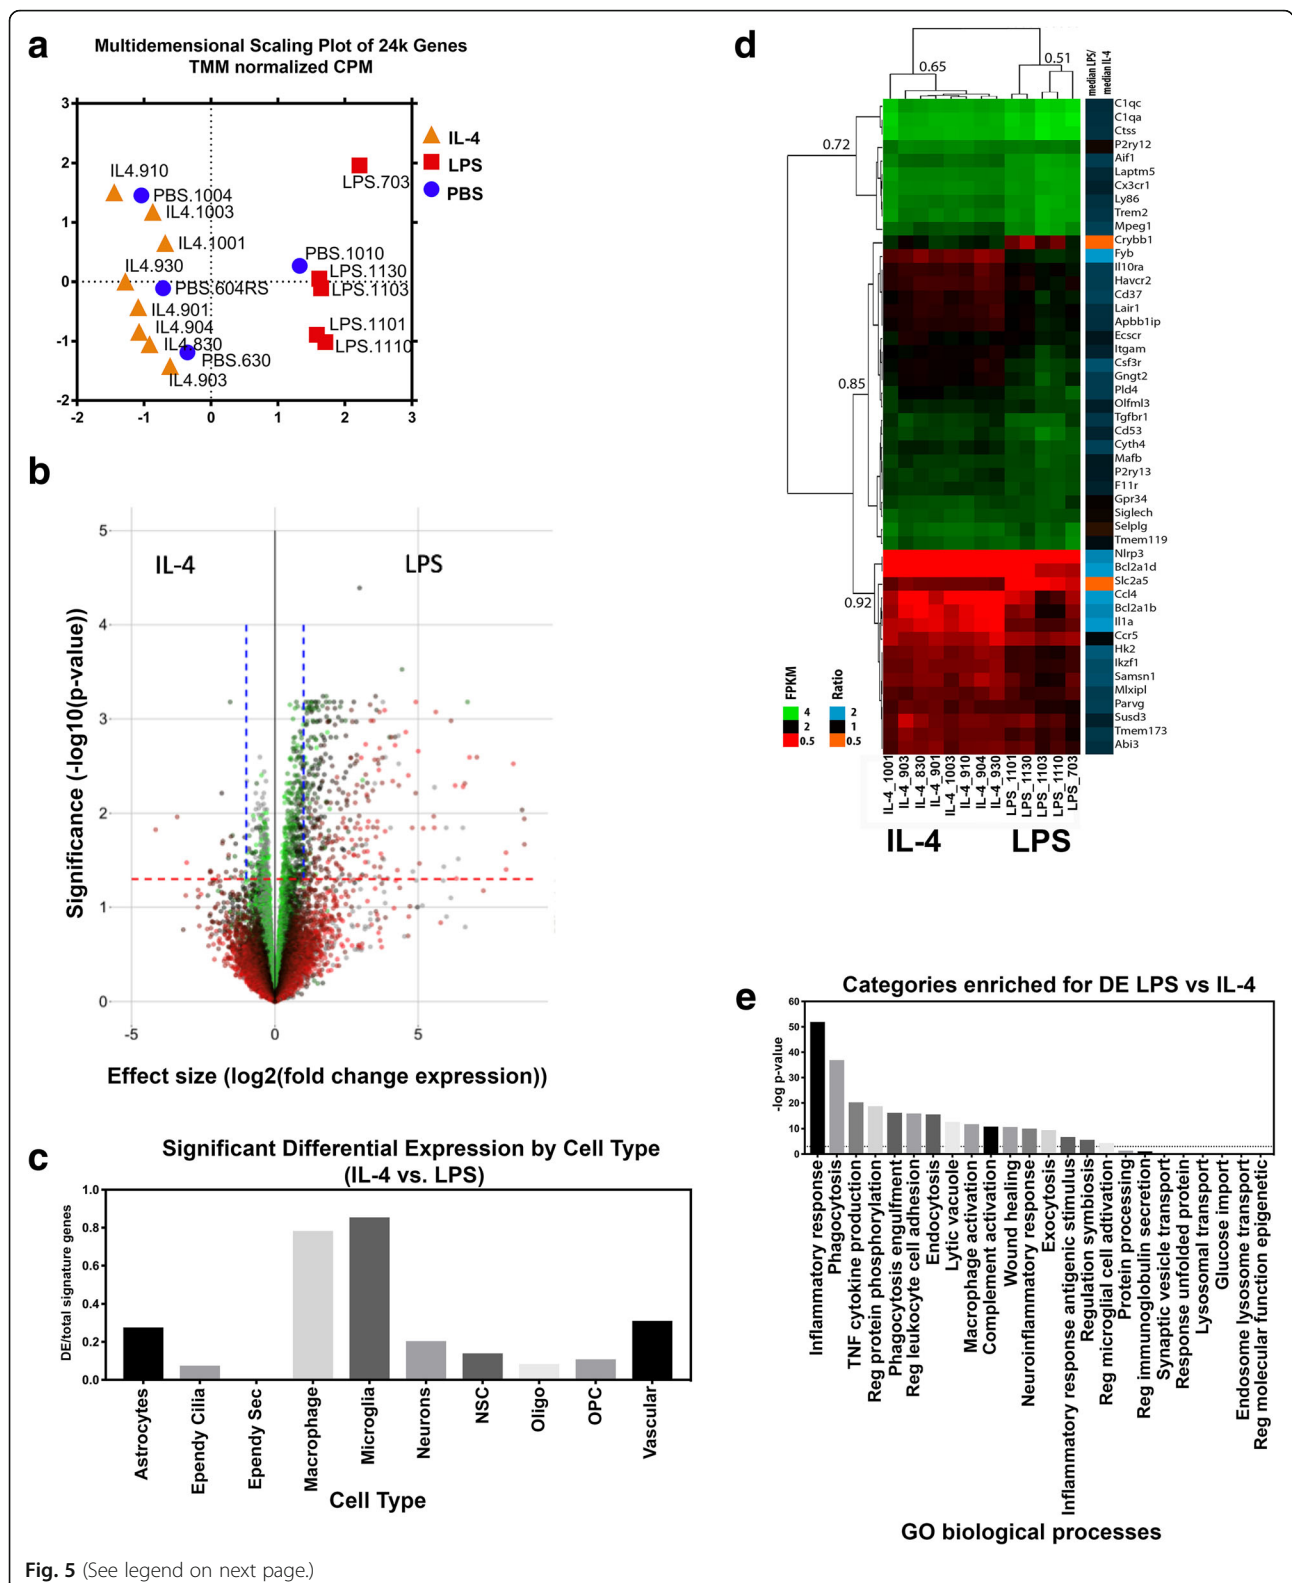 a
Multidemensional Scaling Plot of 24k Genes
TMM normalized CPM
3
2
1
0
-1
-2
-2
-1
0
1
2
3
IL4.910
PBS.1004
IL4.1003
IL4.1001
IL4.930
PBS.604RS
IL4.901
IL4.904
IL4.830
PBS.630
IL4.903
LPS.703
PBS.1010
LPS.1130
LPS.1103
LPS.1101
LPS.1110
IL-4
LPS
PBS
b
IL-4
LPS
5
4
3
2
1
0
-5
0
5
Significance (-log10(p-value))
Effect size (log2(fold change expression))
c
Significant Differential Expression by Cell Type
(IL-4 vs. LPS)
DE/total signature genes
1.0
0.8
0.6
0.4
0.2
0.0
Astrocytes
Ependy Cilia
Ependy Sec
Macrophage
Microglia
Neurons
NSC
Oligo
OPC
Vascular
Cell Type
d
0.65
0.51
0.72
0.85
0.92
median LPS/
median IL-4
C1qc
C1qa
Ctss
P2ry12
Aif1
Laptm5
Cx3cr1
Ly86
Trem2
Mpeg1
Crybb1
Fyb
Il10ra
Havcr2
Cd37
Lair1
Apbb1ip
Ecscr
Itgam
Csf3r
Gngt2
Pld4
Olfml3
Tgfbr1
Cd53
Cyth4
Mafb
P2ry13
F11r
Gpr34
Siglech
Selplg
Tmem119
Nlrp3
Bcl2a1d
Slc2a5
Ccl4
Bcl2a1b
Il1a
Ccr5
Hk2
Ikzf1
Samsn1
Mlxipl
Parvg
Susd3
Tmem173
Abi3
FPKM
4
2
0.5
Ratio
2
1
0.5
IL-4_1001
IL-4_903
IL-4_830
IL-4_901
IL-4_1003
IL-4_910
IL-4_904
IL-4_930
LPS_1101
LPS_1130
LPS_1103
LPS_1110
LPS_703
IL-4
LPS
e
Categories enriched for DE LPS vs IL-4
-log p-value
60
50
40
30
20
10
0
Inflammatory response
Phagocytosis
TNF cytokine production
Reg protein phosphorylation
Phagocytosis engulfment
Reg leukocyte cell adhesion
Endocytosis
Lytic vacuole
Macrophage activation
Complement activation
Wound healing
Neuroinflammatory response
Exocytosis
Inflammatory response antigenic stimulus
Regulation symbiosis
Reg microglial cell adtivation
Protein processing
Reg immunoglobulin secretion
Synaptic vesicle transport
Response unfolded protein
Lysosomal transport
Glucose import
Endosome lysosome transport
Reg molecular function epigenetic
GO biological processes
Fig. 5 (See legend on next page.)